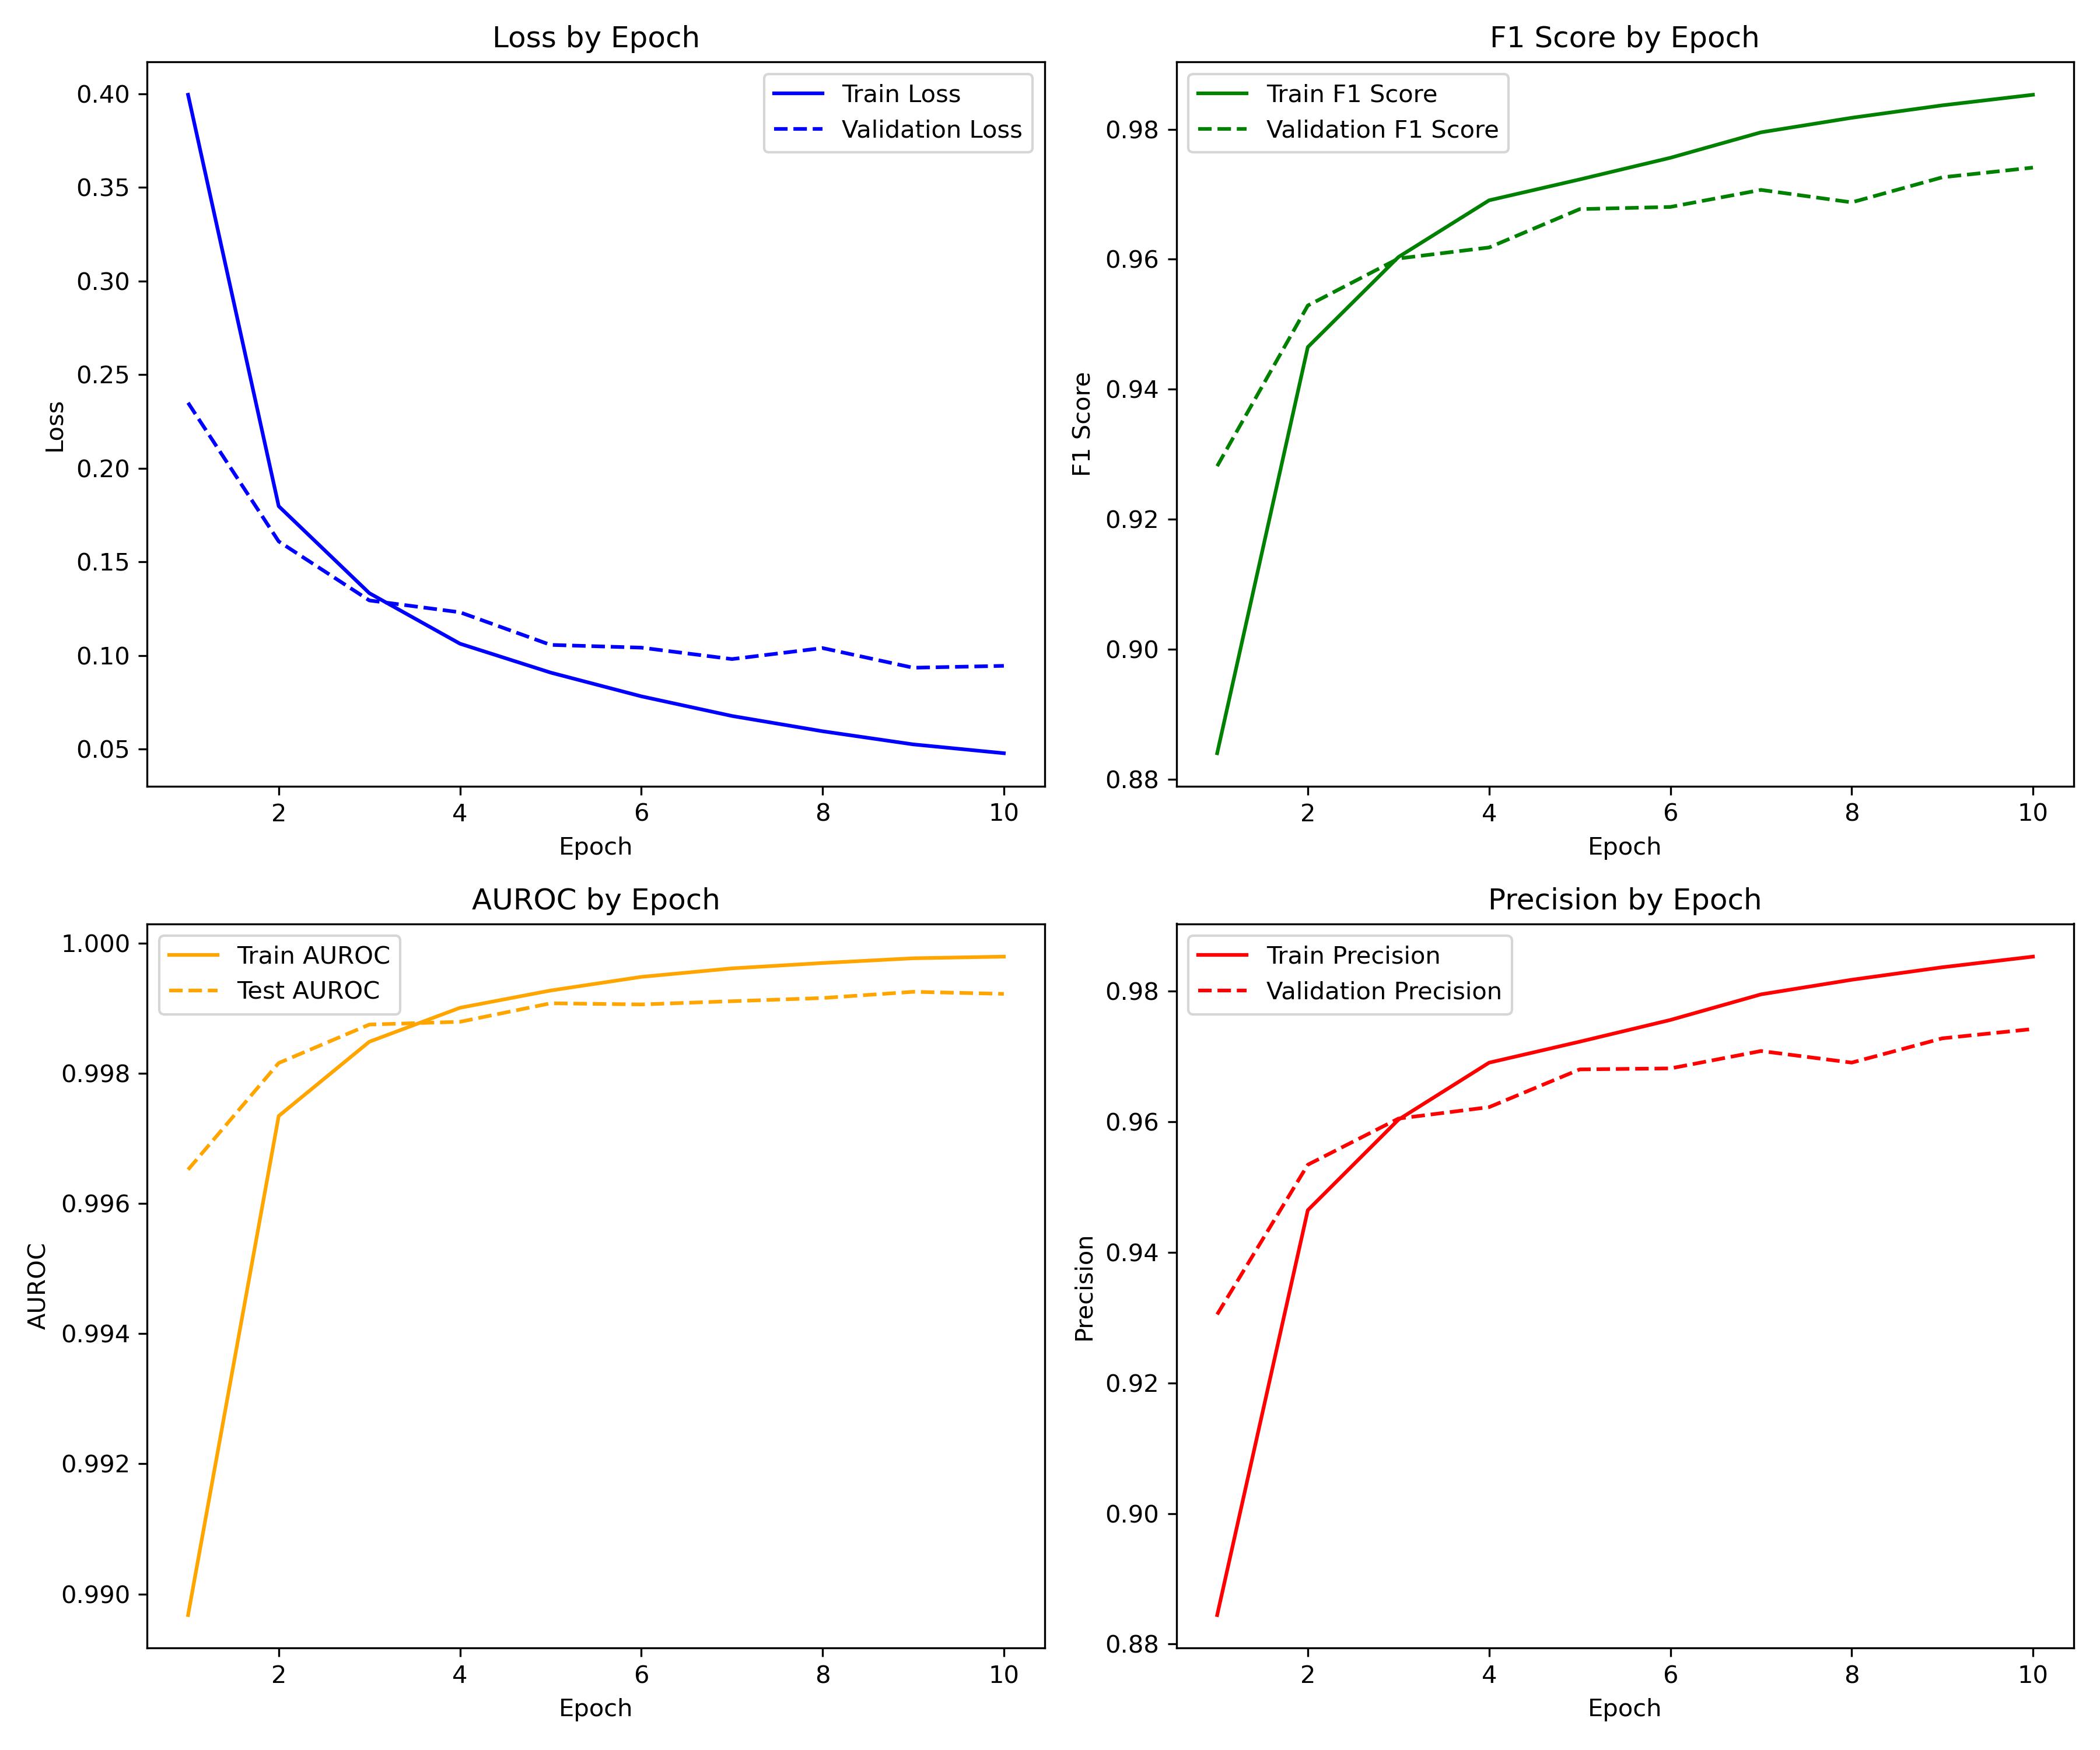 Loss by Epoch
Train Loss
Validation Loss
0.40
0.35
0.30
0.25
0.20
0.15
0.10
0.05
Loss
2 4 6 8 10
Epoch
F1 Score by Epoch
Train F1 Score
Validation F1 Score
0.98
0.96
0.94
0.92
0.90
0.88
F1 Score
2 4 6 8 10
Epoch
AUROC by Epoch
Train AUROC
Test AUROC
1.000
0.998
0.996
0.994
0.992
0.990
AUROC
2 4 6 8 10
Epoch
Precision by Epoch
Train Precision
Validation Precision
0.98
0.96
0.94
0.92
0.90
0.88
Precision
2 4 6 8 10
Epoch